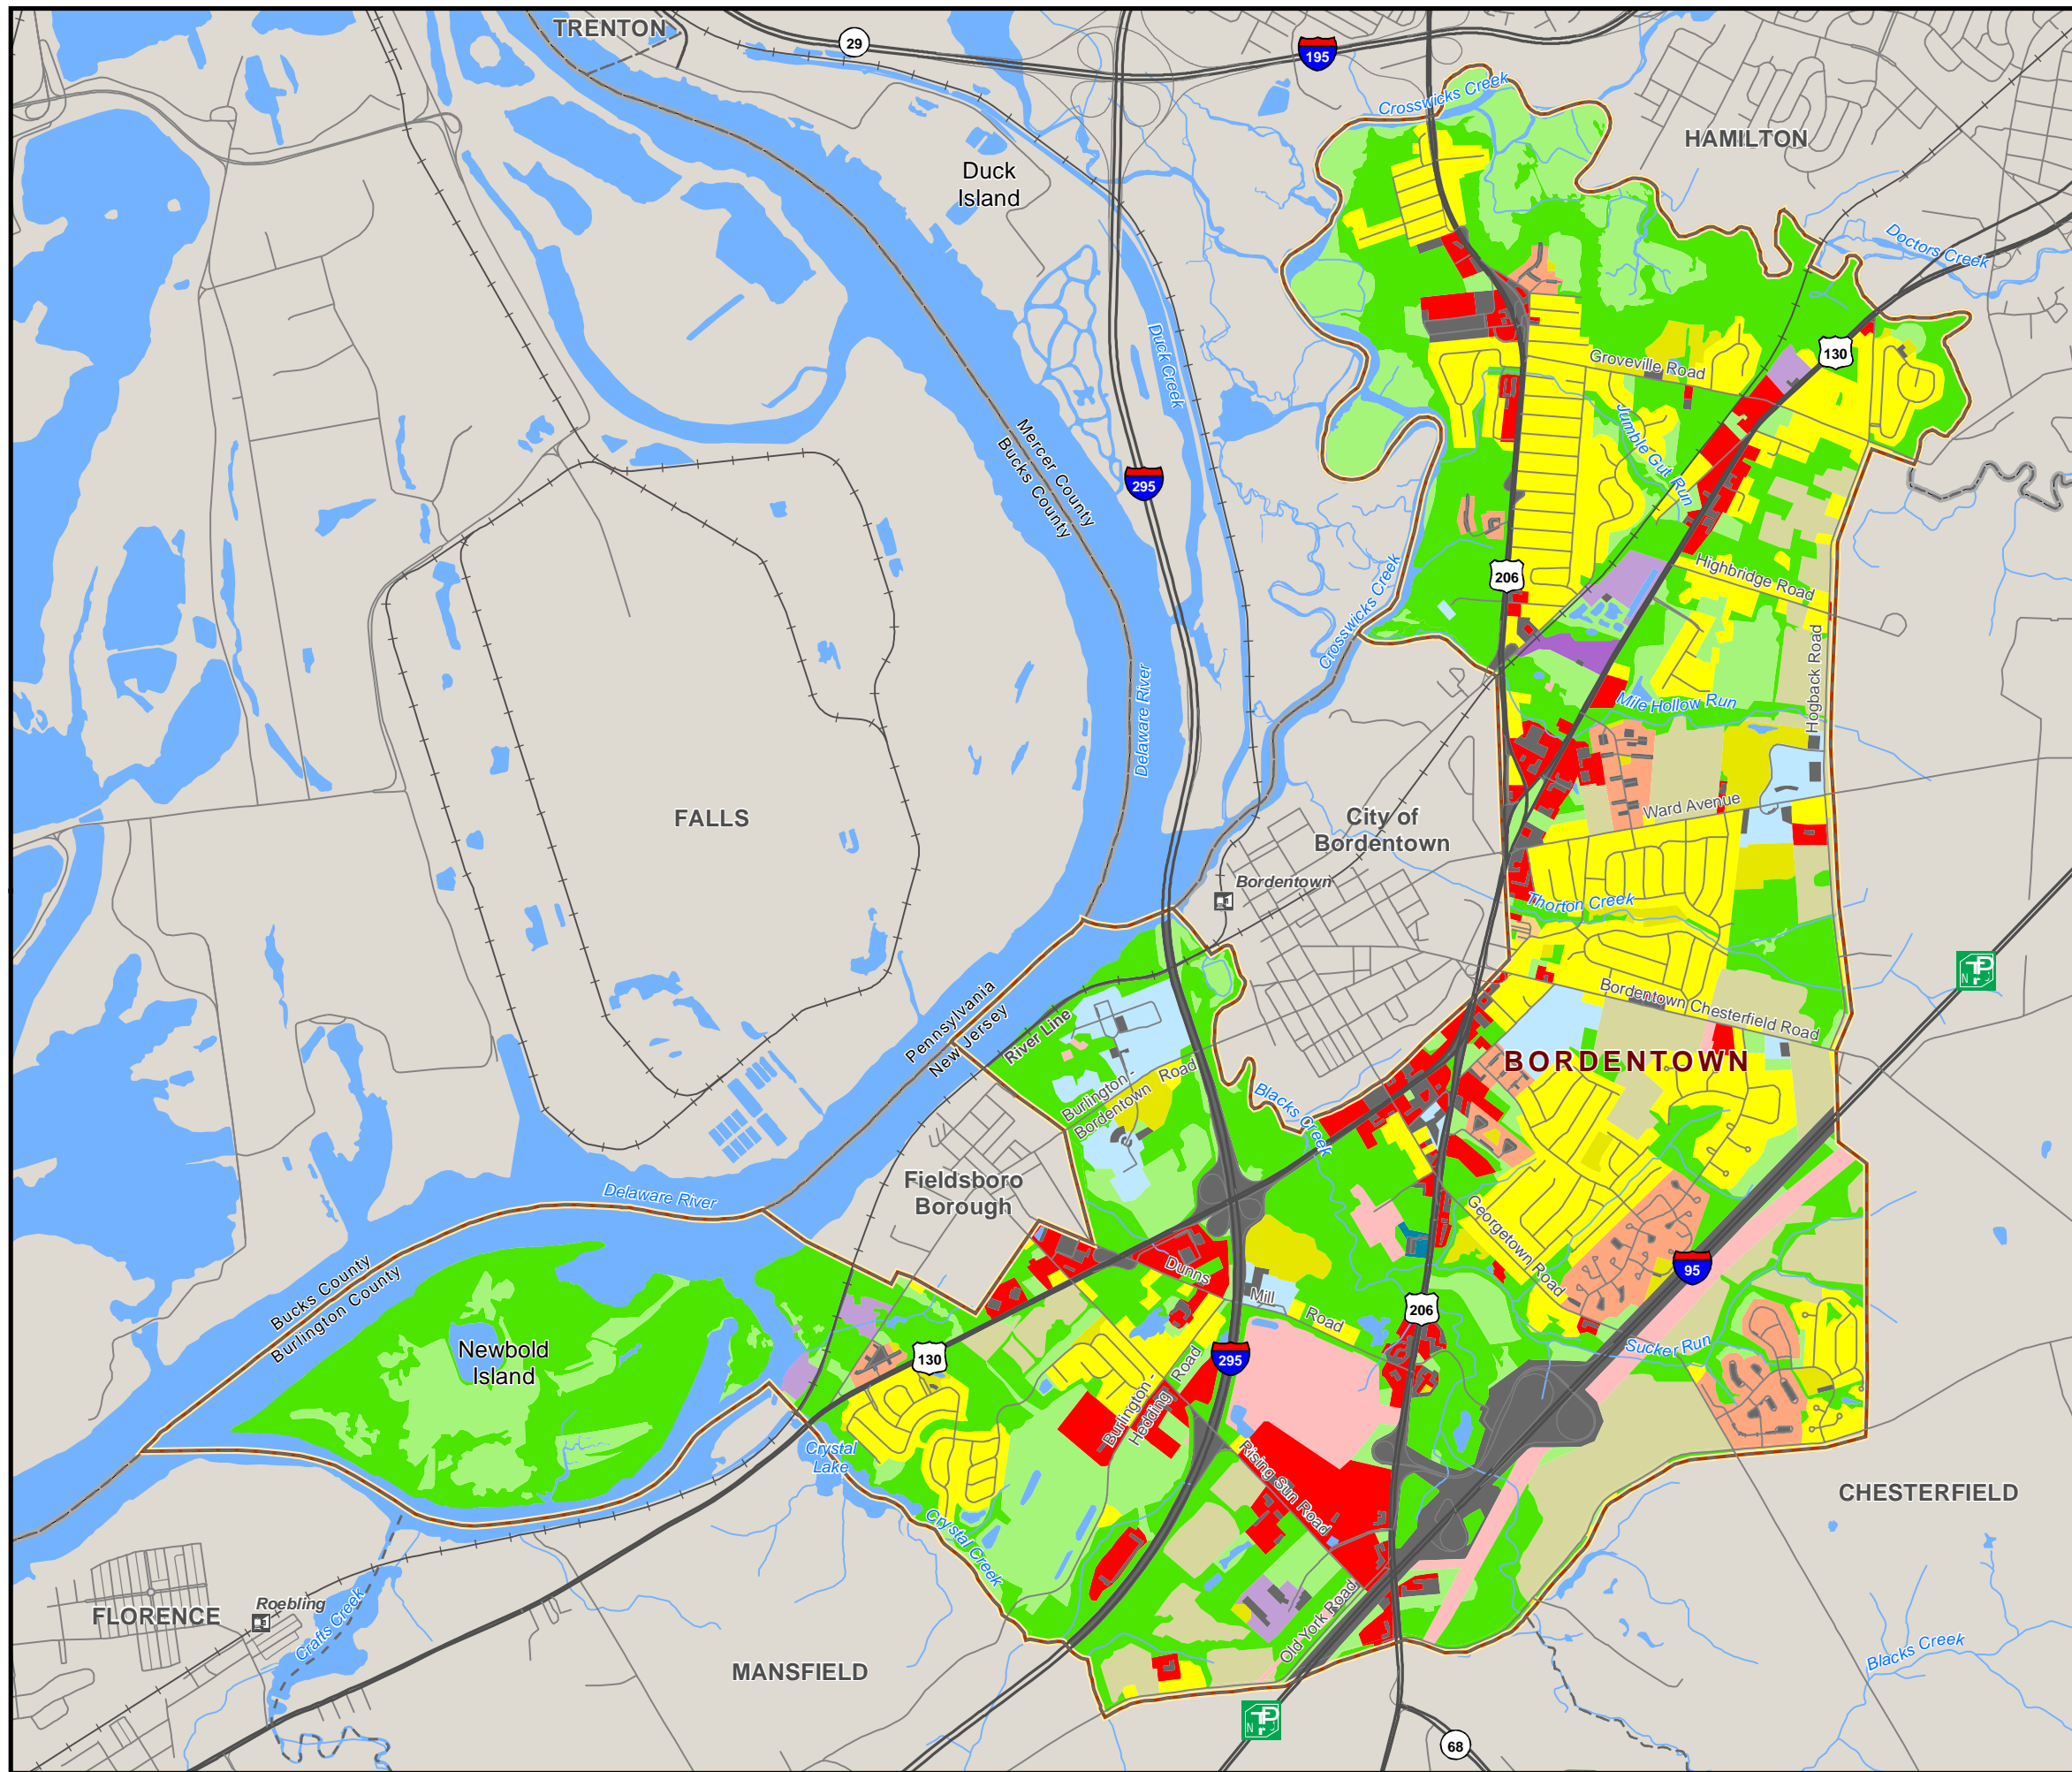 TRENTON
29
195
Crosswicks Creek
HAMILTON
Duck
Island
Doctors Creek
Duck Creek
130
Groveville Road
Jumble Gut Run
Mercer County
Bucks County
295
Highbridge Road
206
Crosswicks Creek
Hogback Road
Delaware River
Mile Hollow Run
FALLS
City of
Bordentown
Ward Avenue
Bordentown
Thorton Creek
NTPr
Pennsylvania
New Jersey
River Line
Bordentown Chesterfield Road
BORDENTOWN
Burlington -
Bordentown Road
Blacks Creek
Fieldsboro
Borough
Delaware River
Georgetown Road
95
Dunns
Mill
Road
206
Bucks County
Burlington County
Newbold
Island
130
295
Sucker Run
Burlington -
Hedding Road
Crystal
Lake
Rising Sun Road
CHESTERFIELD
Crystal Creek
Roebling
FLORENCE
Crafts Creek
Old York Road
MANSFIELD
Blacks Creek
NTPr
68